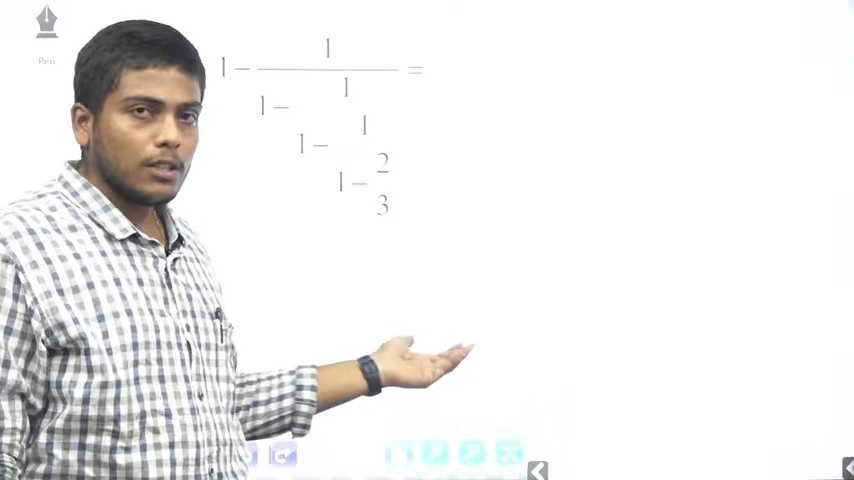 Pen
1 − 1 =
1 − 1
1 − 1
1 − 2
3